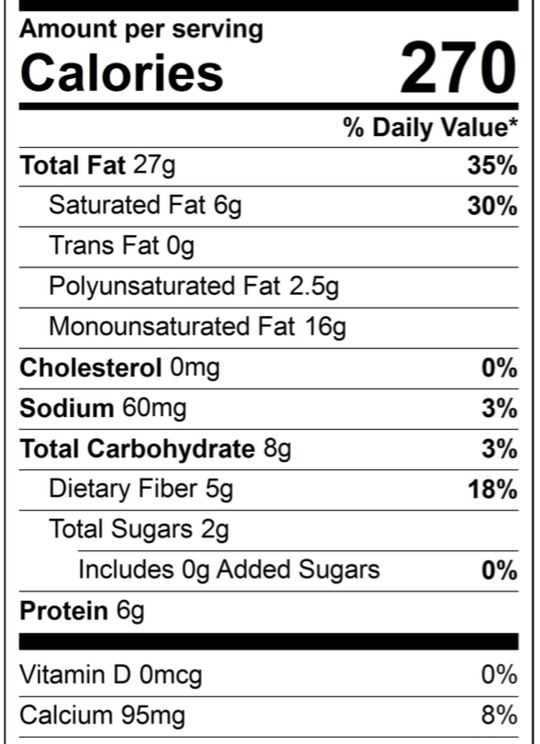 Amount per serving
Calories 270
% Daily Value*
Total Fat 27g 35%
Saturated Fat 6g 30%
Trans Fat 0g
Polyunsaturated Fat 2.5g
Monounsaturated Fat 16g
Cholesterol 0mg 0%
Sodium 60mg 3%
Total Carbohydrate 8g 3%
Dietary Fiber 5g 18%
Total Sugars 2g
Includes 0g Added Sugars 0%
Protein 6g
Vitamin D 0mcg 0%
Calcium 95mg 8%